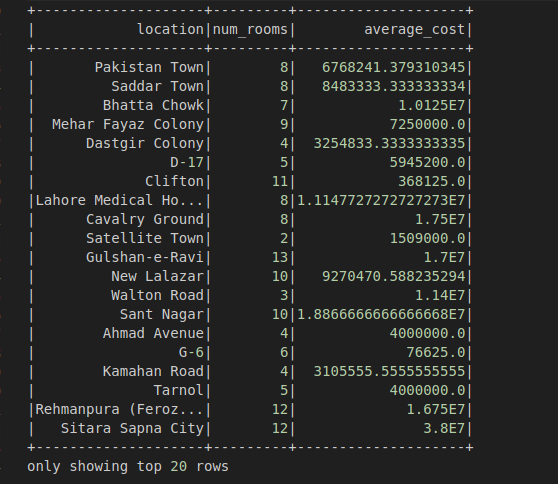 +--------------------+---------+--------------------+
|            location|num_rooms|        average_cost|
+--------------------+---------+--------------------+
|       Pakistan Town|        8|   6768241.379310345|
|         Saddar Town|        8|   8483333.333333334|
|        Bhatta Chowk|        7|            1.0125E7|
|  Mehar Fayaz Colony|        9|           7250000.0|
|      Dastgir Colony|        4|  3254833.3333333335|
|                D-17|        5|           5945200.0|
|             Clifton|       11|            368125.0|
|Lahore Medical Ho...|        8|1.1147727272727273E7|
|      Cavalry Ground|        8|              1.75E7|
|      Satellite Town|        2|           1509000.0|
|      Gulshan-e-Ravi|       13|               1.7E7|
|         New Lalazar|       10|   9270470.588235294|
|         Walton Road|        3|              1.14E7|
|          Sant Nagar|       10|1.8866666666666668E7|
|        Ahmad Avenue|        4|           4000000.0|
|                 G-6|        6|             76625.0|
|        Kamahan Road|        4|  3105555.5555555555|
|              Tarnol|        5|           4000000.0|
|Rehmanpura (Feroz...|       12|             1.675E7|
|   Sitara Sapna City|       12|               3.8E7|
+--------------------+---------+--------------------+
only showing top 20 rows